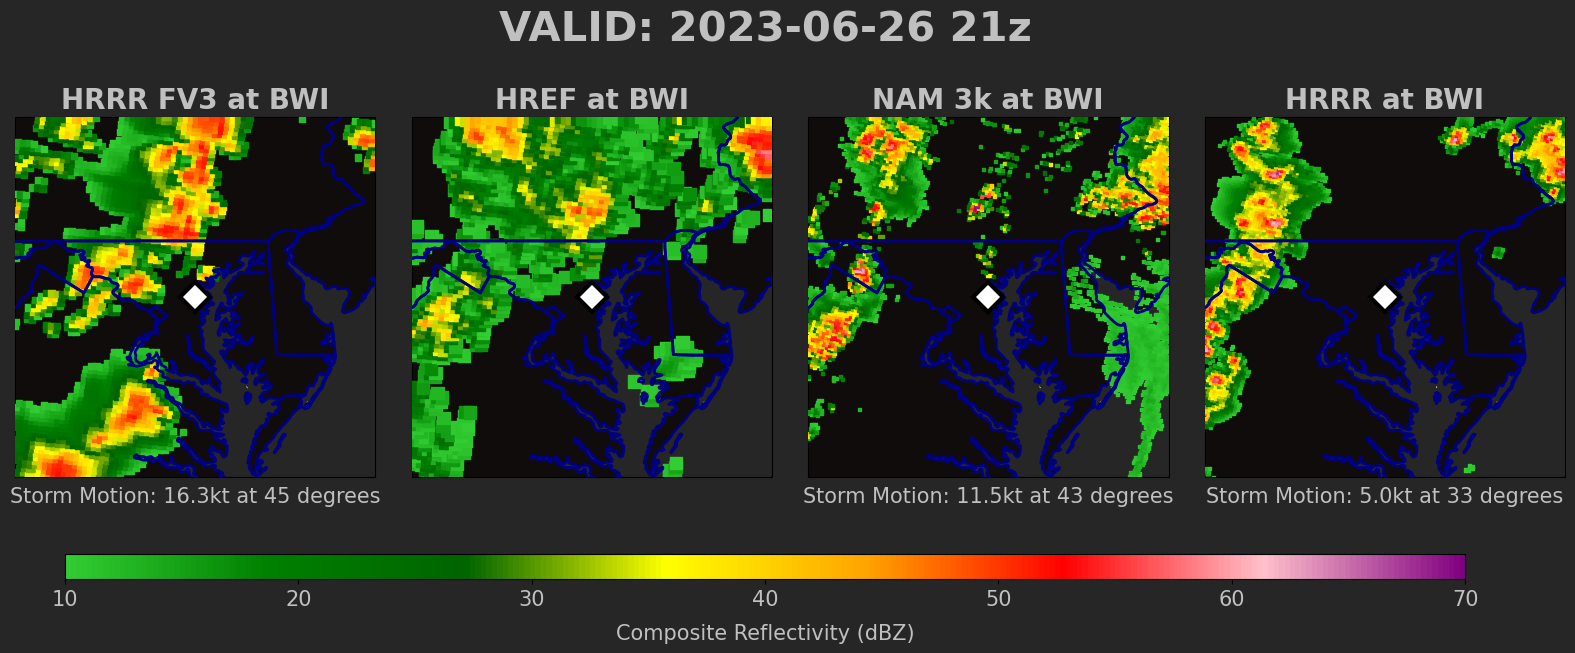 VALID: 2023-06-26 21z
HRRR FV3 at BWI
HREF at BWI
NAM 3k at BWI
HRRR at BWI
Storm Motion: 16.3kt at 45 degrees
Storm Motion: 11.5kt at 43 degrees
Storm Motion: 5.0kt at 33 degrees
10 20 30 40 50 60 70
Composite Reflectivity (dBZ)